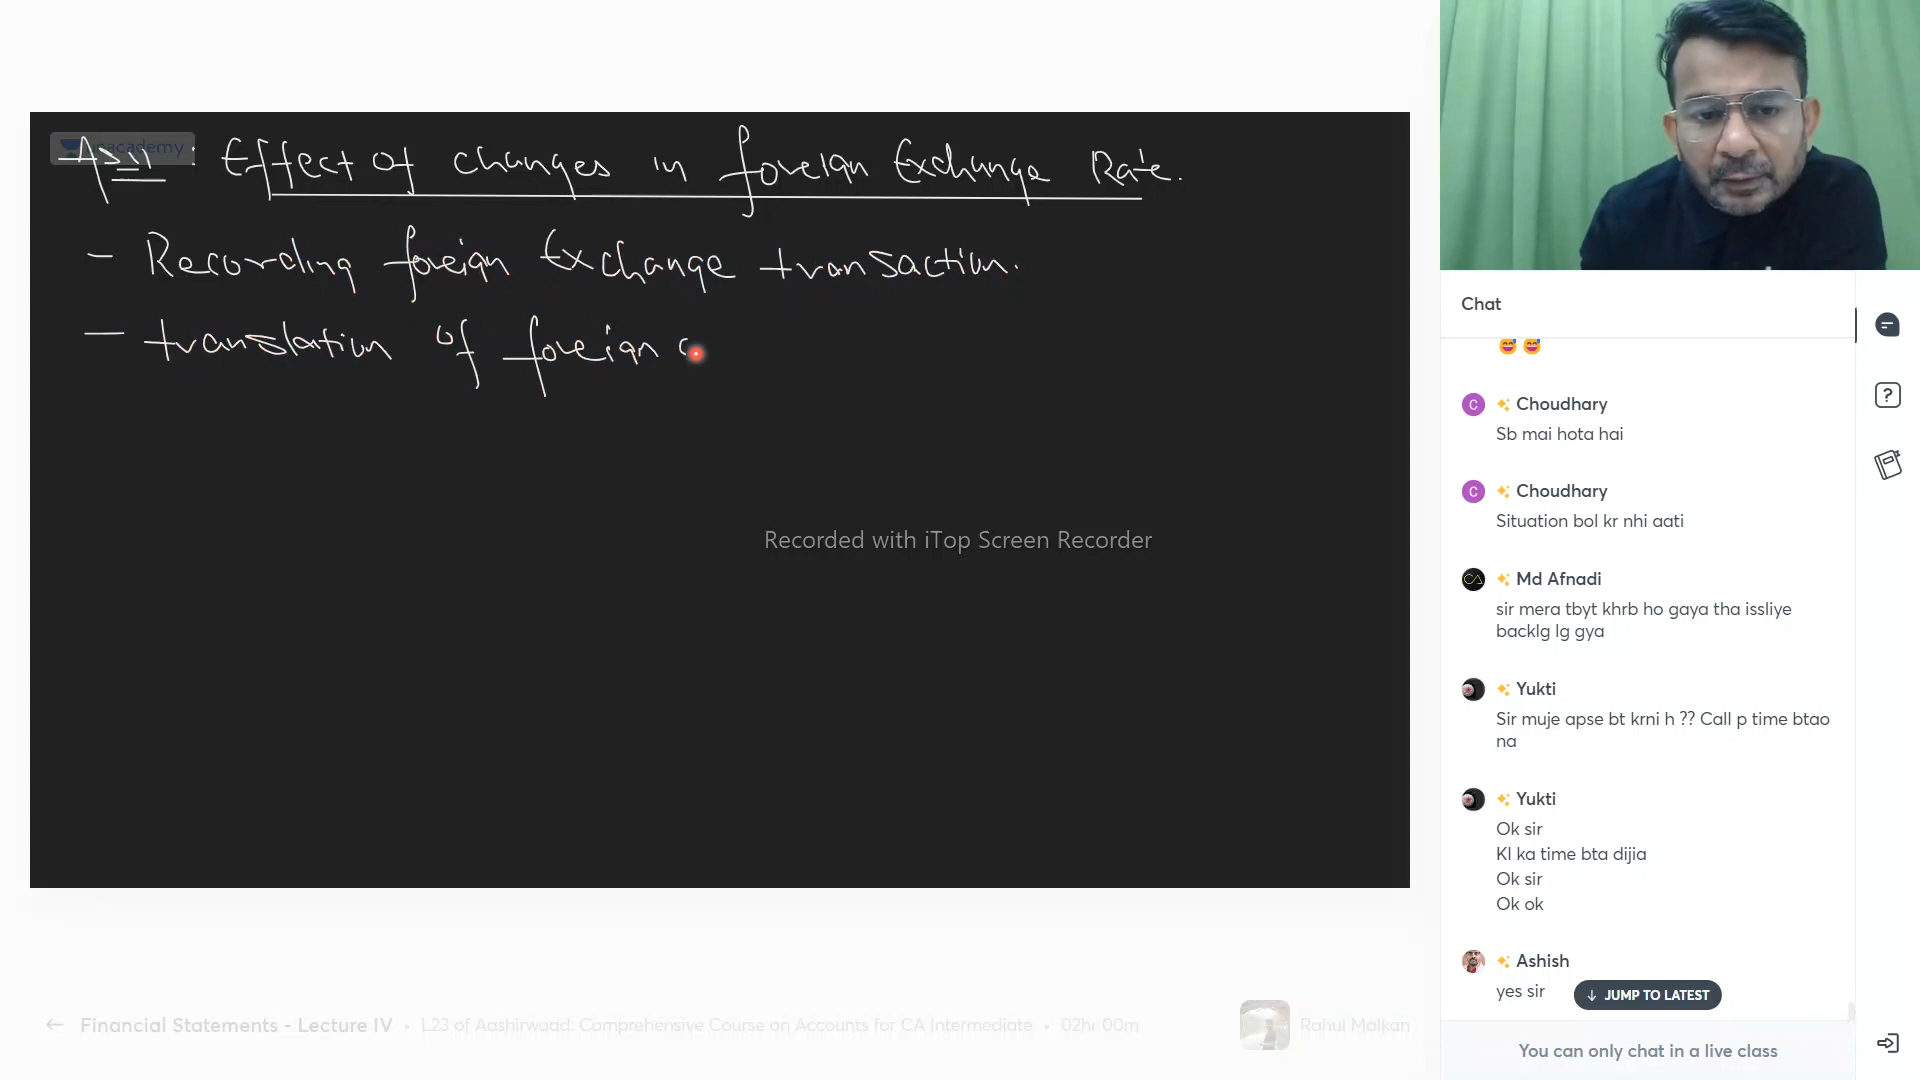 unacademy
AS 11 : Effect of changes in foreign Exchange Rate.
- Recording foreign Exchange transaction.
- translation of foreign
Recorded with iTop Screen Recorder
Financial Statements - Lecture IV • L23 of Aashirwaad: Comprehensive Course on Accounts for CA Intermediate • 02hr 00m
Rahul Malkan
Chat
😅 😅
C Choudhary
Sb mai hota hai
C Choudhary
Situation bol kr nhi aati
CA Md Afnadi
sir mera tbyt khrb ho gaya tha issliye
backlg lg gya
Yukti
Sir muje apse bt krni h ?? Call p time btao
na
Yukti
Ok sir
Kl ka time bta dijia
Ok sir
Ok ok
Ashish
yes sir
JUMP TO LATEST
You can only chat in a live class
?